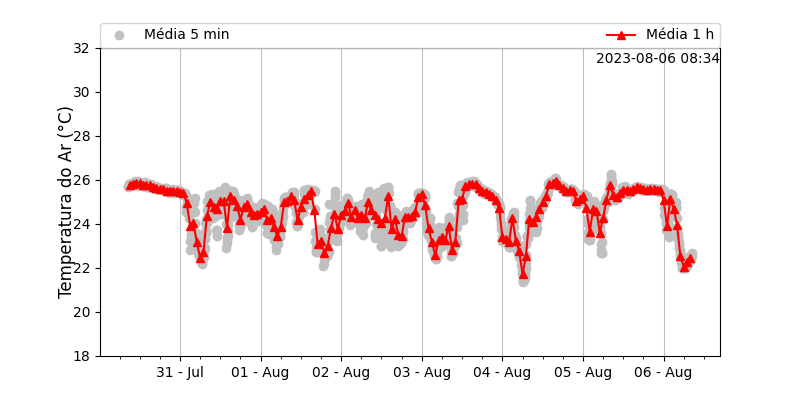 Média 5 min
Média 1 h
2023-08-06 08:34
Temperatura do Ar (°C)
32
30
28
26
24
22
20
18
31 - Jul
01 - Aug
02 - Aug
03 - Aug
04 - Aug
05 - Aug
06 - Aug